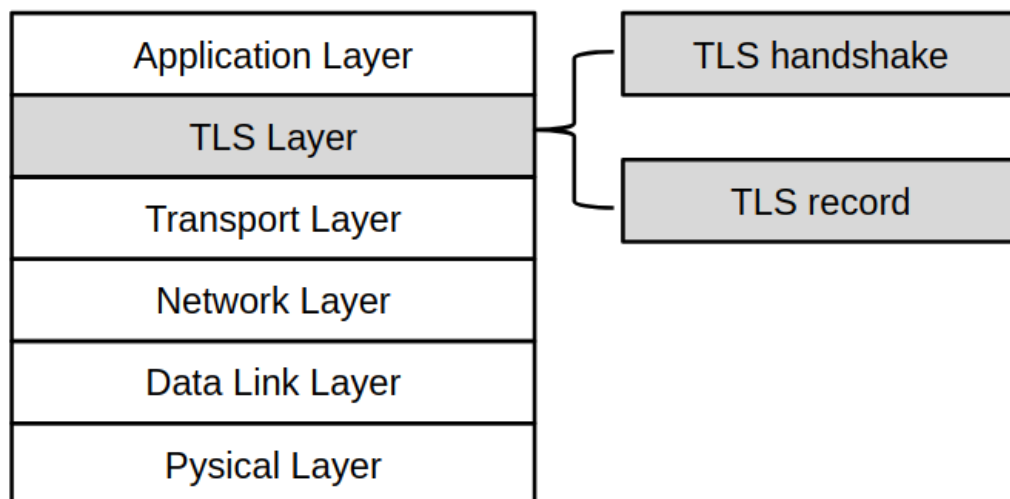 Application Layer
TLS Layer
Transport Layer
Network Layer
Data Link Layer
Pysical Layer
TLS handshake
TLS record